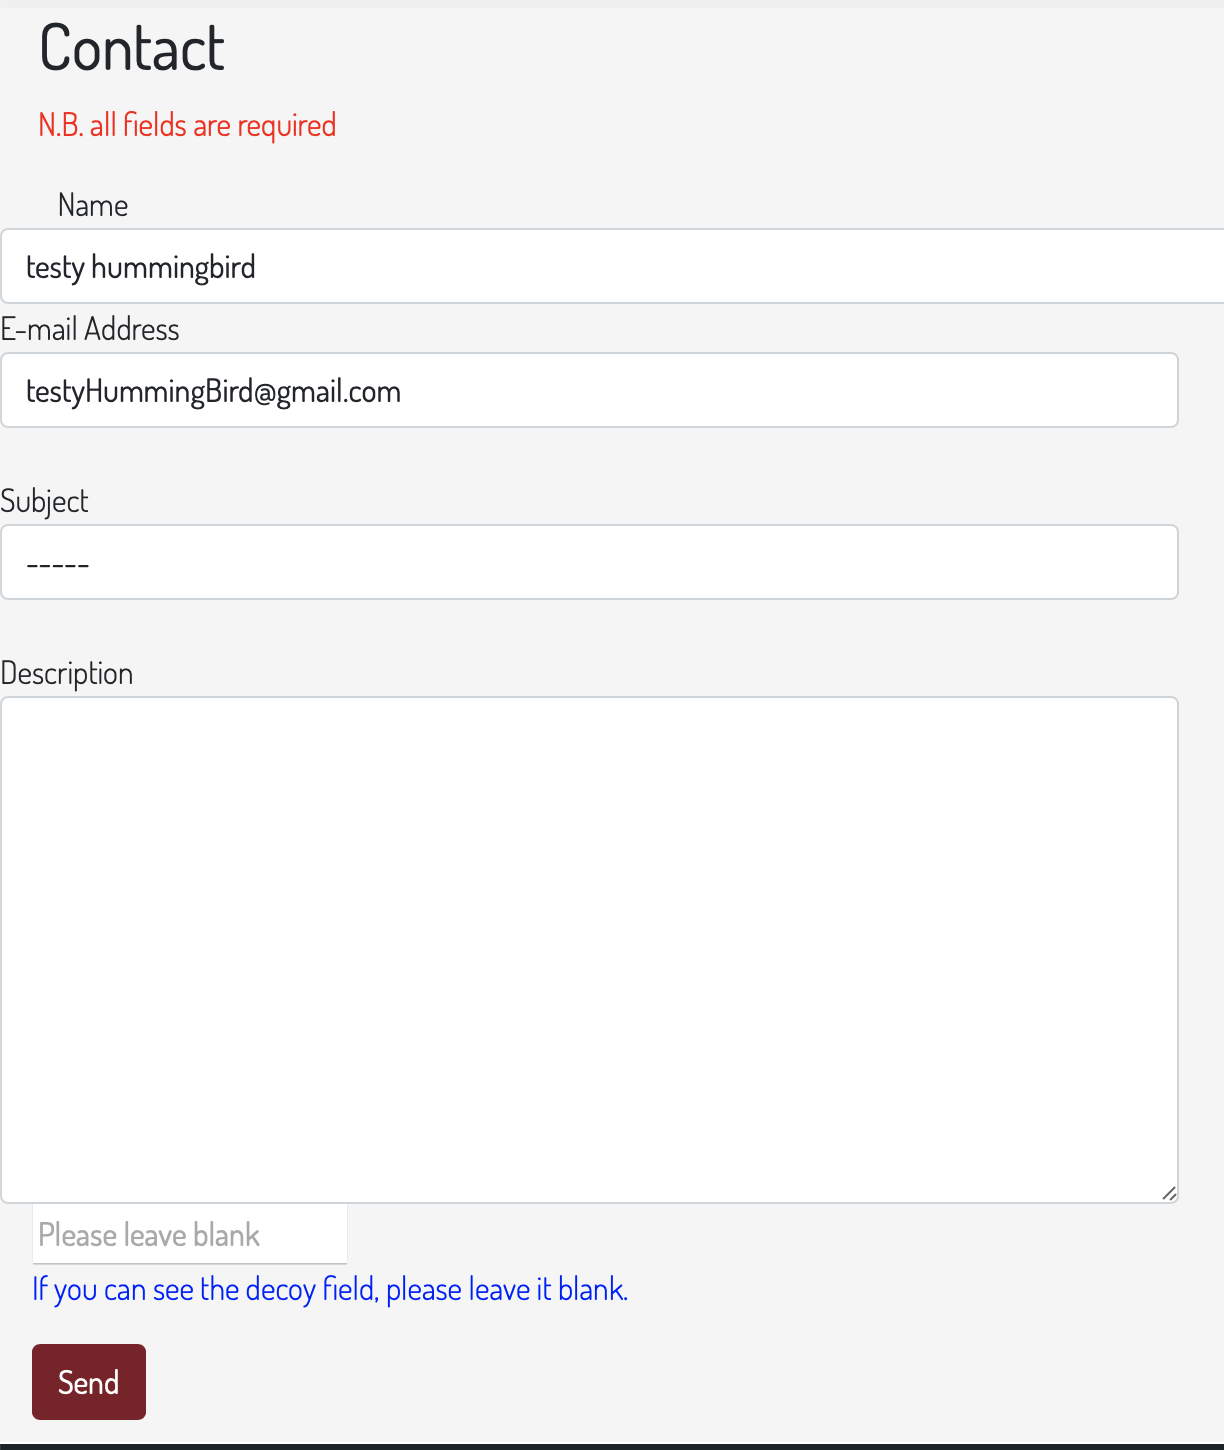 Contact
N.B. all fields are required
Name
testy hummingbird
E-mail Address
testyHummingBird@gmail.com
Subject
-----
Description
Please leave blank
If you can see the decoy field, please leave it blank.
Send